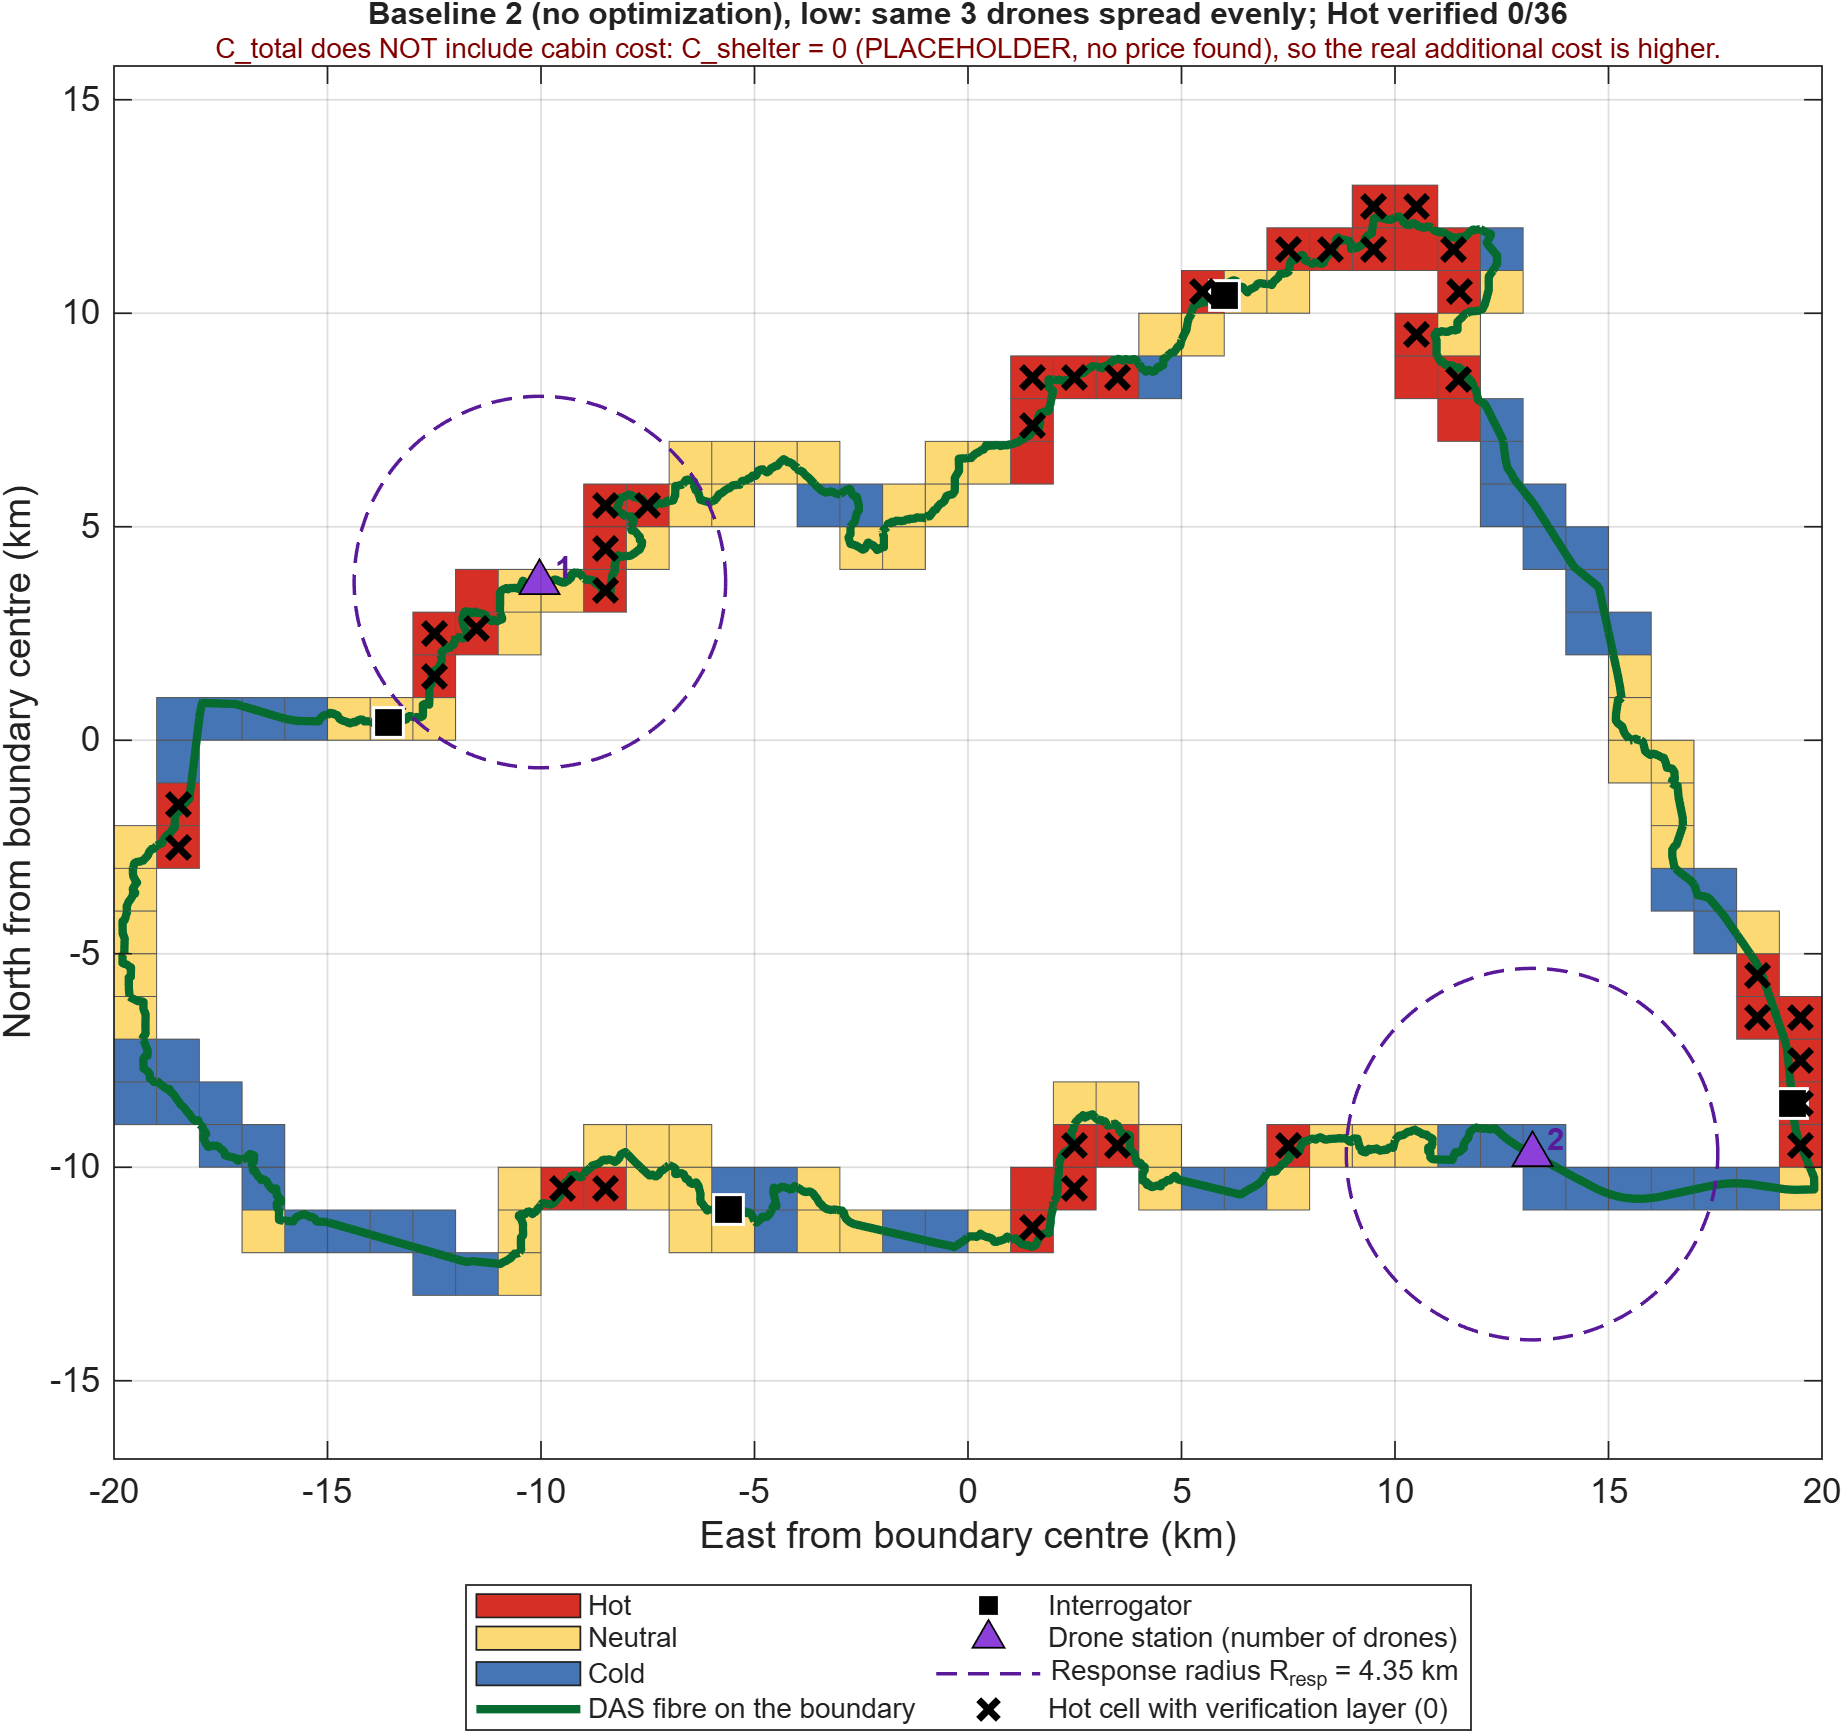 Baseline 2 (no optimization), low: same 3 drones spread evenly; Hot verified 0/36
C_total does NOT include cabin cost: C_shelter = 0 (PLACEHOLDER, no price found), so the real additional cost is higher.
15
10
5
0
-5
-10
-15
North from boundary centre (km)
1
2
-20
-15
-10
-5
0
5
10
15
20
East from boundary centre (km)
Hot
Neutral
Cold
DAS fibre on the boundary
Interrogator
Drone station (number of drones)
Response radius R_resp = 4.35 km
Hot cell with verification layer (0)